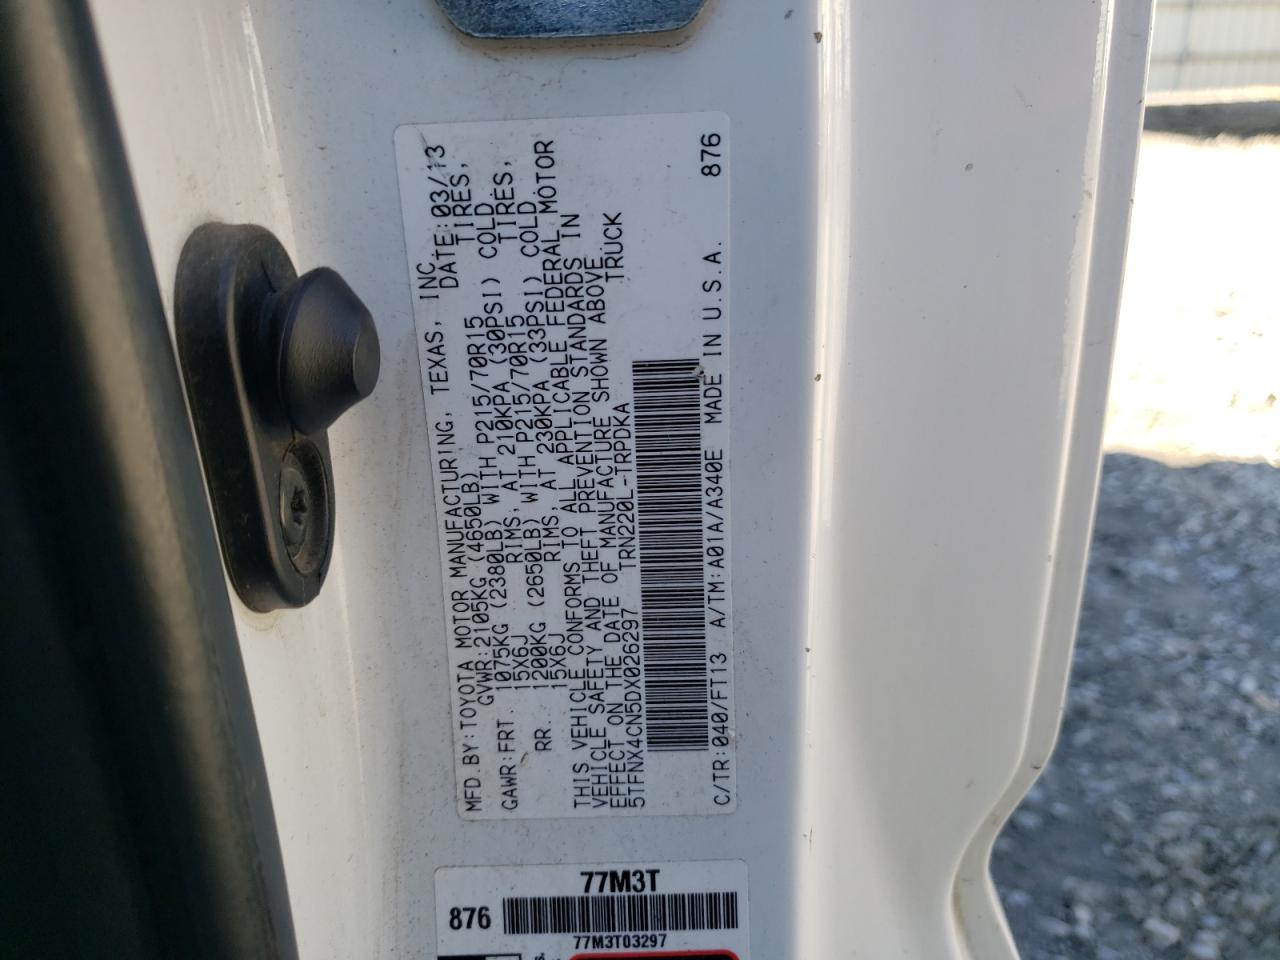 MFD.BY:TOYOTA MOTOR MANUFACTURING, TEXAS, INC.
GVWR:2105KG (4650LB) DATE:03/13
GAWR:FRT 1075KG (2380LB) WITH P215/70R15 TIRES,
15X6J RIMS, AT 210KPA (30PSI) COLD.
RR. 1200KG (2650LB) WITH P215/70R15 TIRES,
15X6J RIMS, AT 230KPA (33PSI) COLD.
THIS VEHICLE CONFORMS TO ALL APPLICABLE FEDERAL MOTOR
VEHICLE SAFETY AND THEFT PREVENTION STANDARDS IN
EFFECT ON THE DATE OF MANUFACTURE SHOWN ABOVE.
5TFNX4CN5DX026297 TRN220L-TRPDKA TRUCK
C/TR:040/FT13 A/TM:A01A/A340E MADE IN U.S.A. 876
77M3T
876
77M3T03297